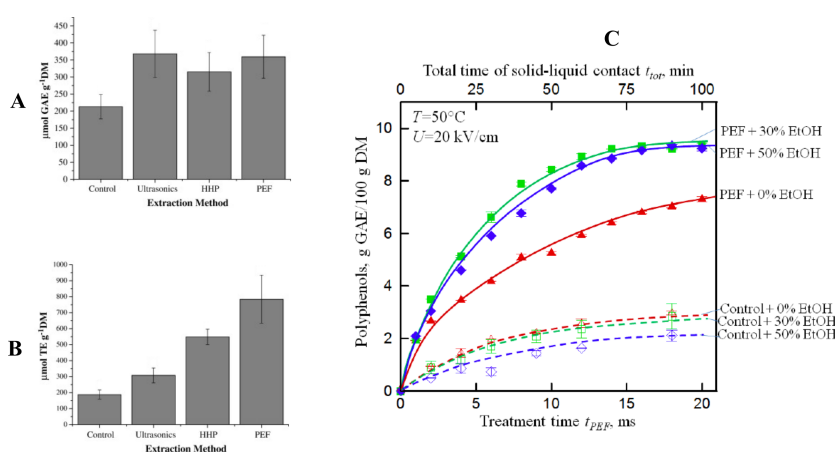 A
µmol GAE g⁻¹DM
450
400
350
300
250
200
150
100
50
0
Control Ultrasonics HHP PEF
Extraction Method
B
µmol TE g⁻¹DM
1000
900
800
700
600
500
400
300
200
100
0
Control Ultrasonics HHP PEF
Extraction Method
C
Total time of solid-liquid contact t_tot, min
0 20 40 60 80 100
T=50°C
U=20 kV/cm
Polyphenols, g GAE/100 g DM
10
8
6
4
2
0
PEF + 30% EtOH
PEF + 50% EtOH
PEF + 0% EtOH
Control + 0% EtOH
Control + 30% EtOH
Control + 50% EtOH
0 5 10 15 20
Treatment time t_PEF, ms